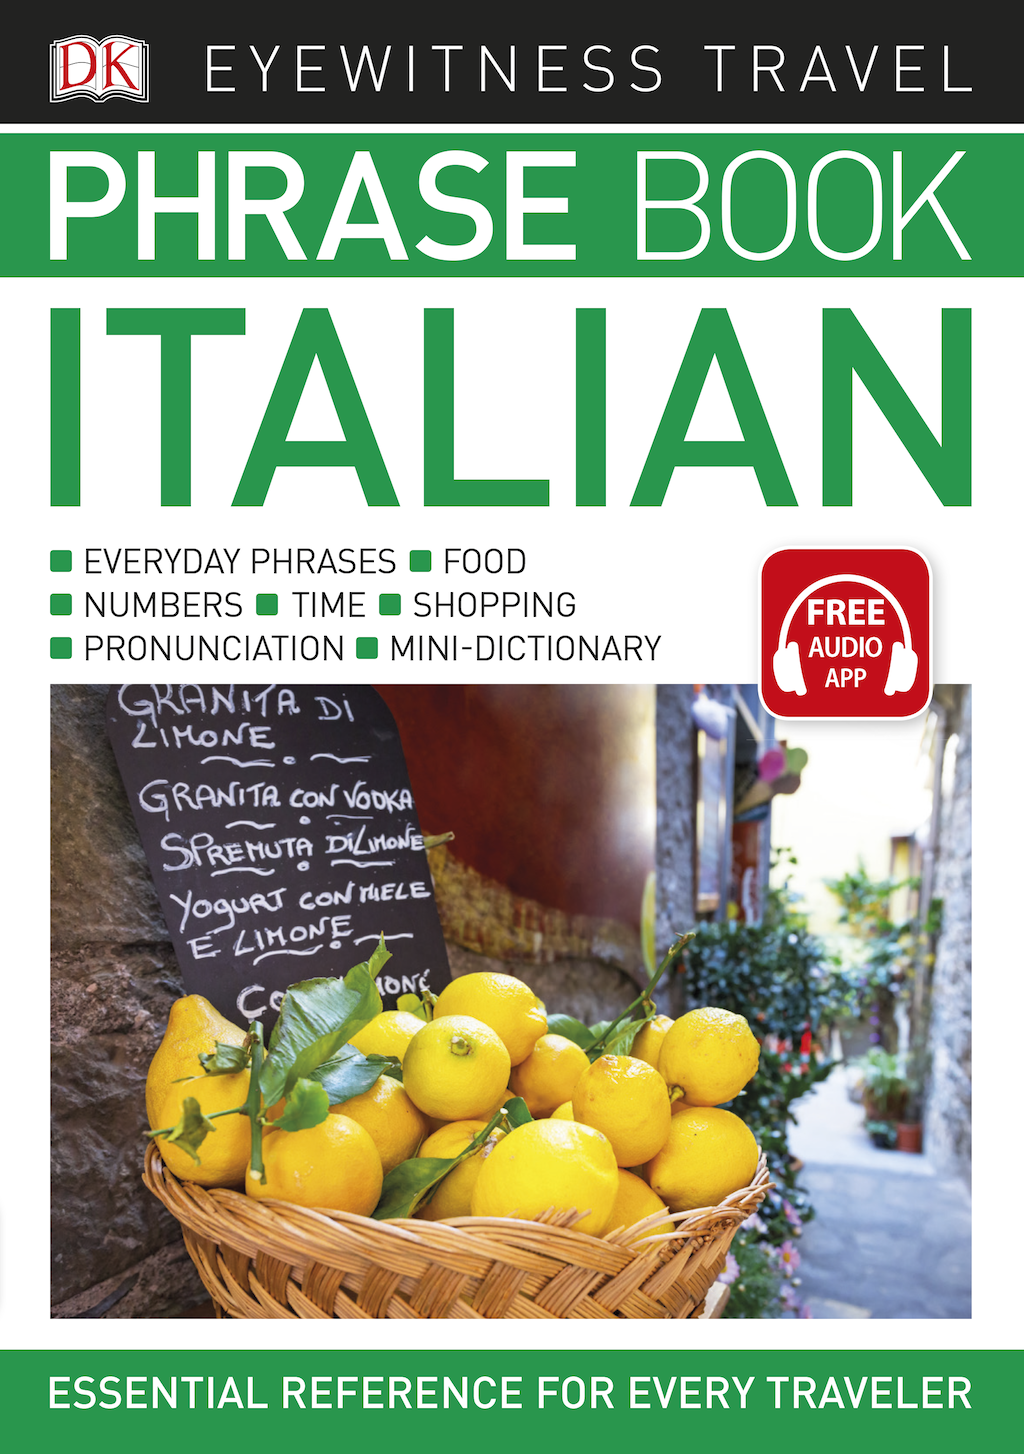 DK EYEWITNESS TRAVEL
PHRASE BOOK
ITALIAN
■ EVERYDAY PHRASES ■ FOOD
■ NUMBERS ■ TIME ■ SHOPPING
■ PRONUNCIATION ■ MINI-DICTIONARY
FREE
AUDIO
APP
GRANITA DI
LIMONE
GRANITA CON VODKA
SPREMUTA DI LIMONE
YOGURT CON MIELE
E LIMONE
ESSENTIAL REFERENCE FOR EVERY TRAVELER